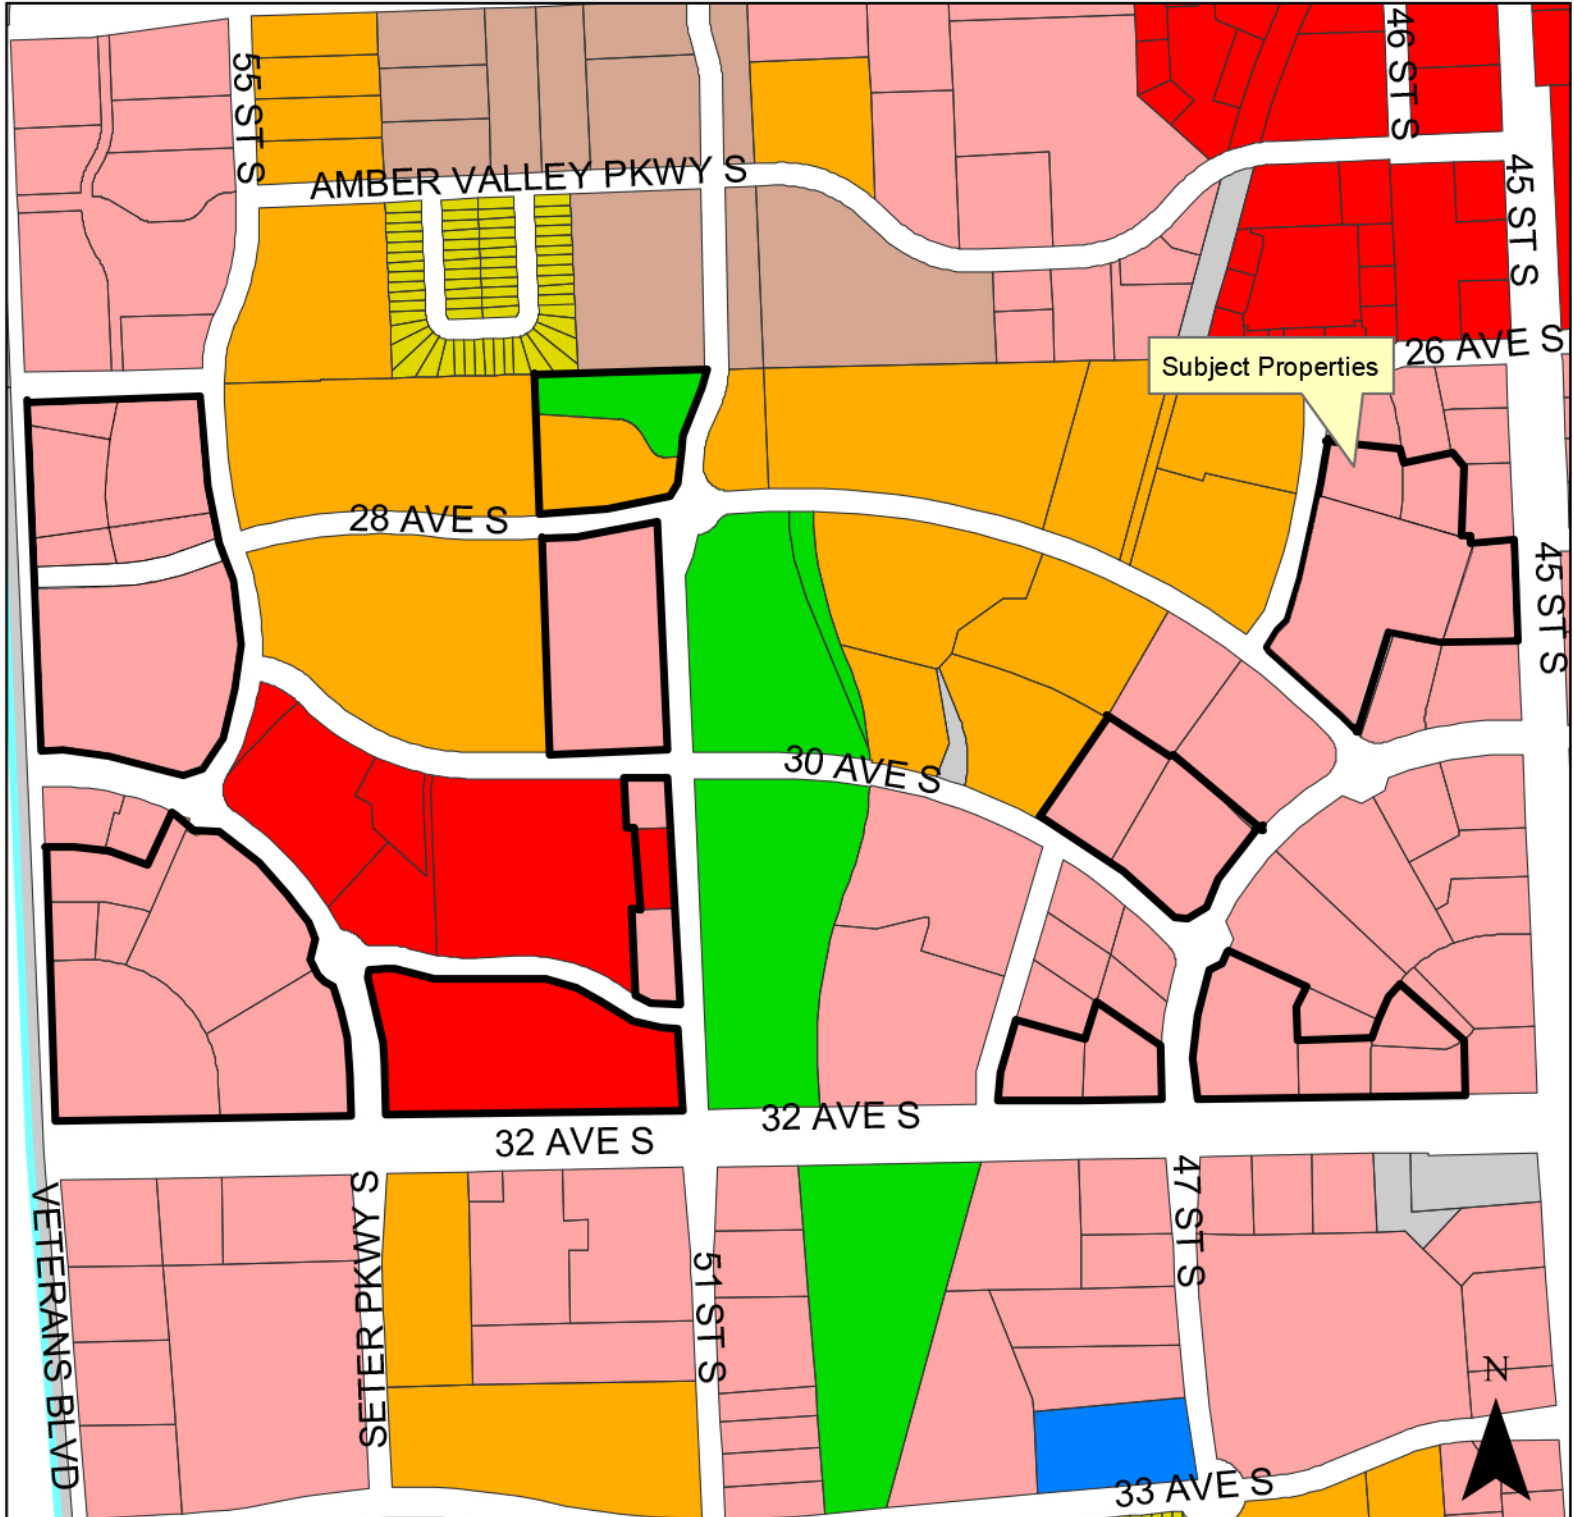 55 ST S
AMBER VALLEY PKWY S
46 ST S
45 ST S
26 AVE S
Subject Properties
28 AVE S
45 ST S
30 AVE S
32 AVE S
32 AVE S
VETERANS BLVD
SETER PKWY S
51 ST S
47 ST S
N
33 AVE S